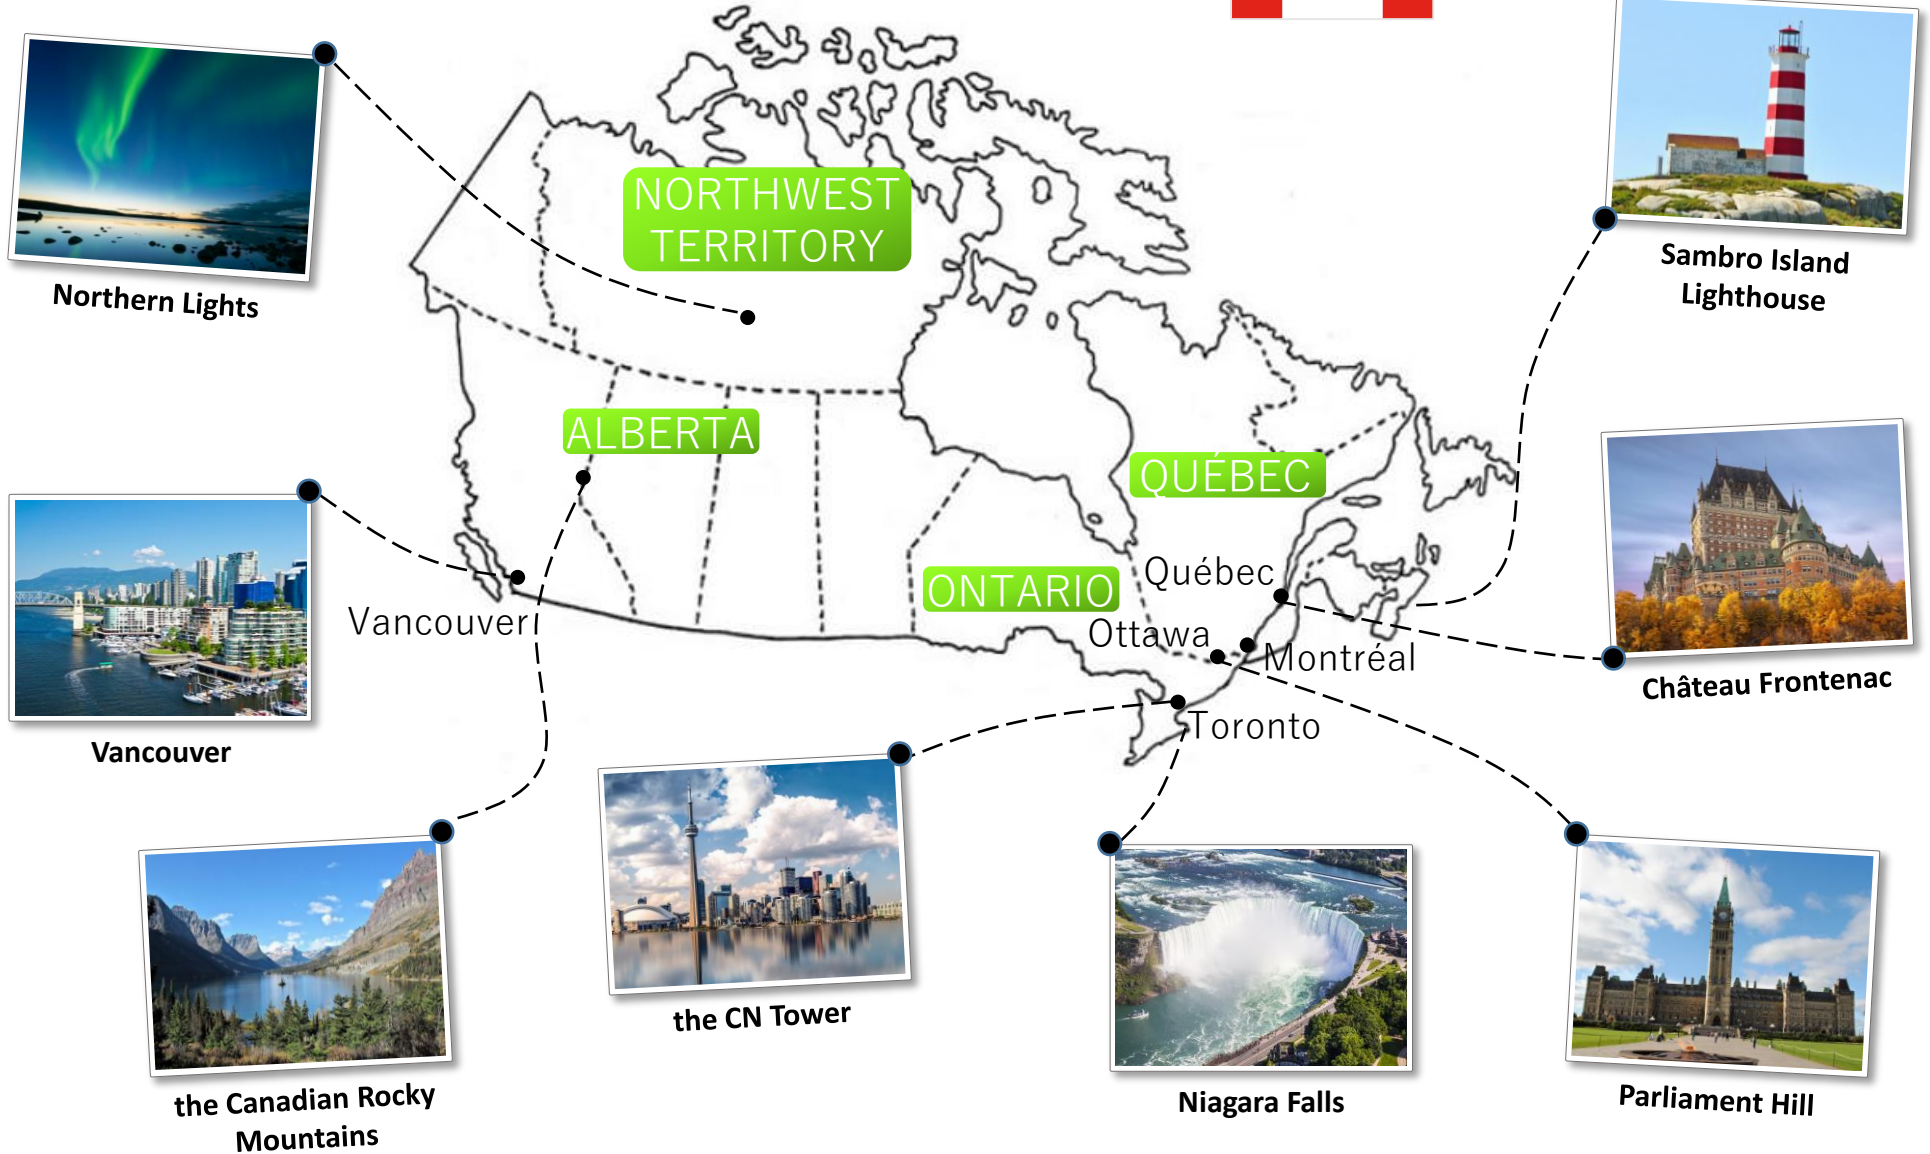 NORTHWEST
TERRITORY
Sambro Island
Lighthouse
Northern Lights
ALBERTA
QUÉBEC
Québec
ONTARIO
Vancouver
Ottawa
Montréal
Château Frontenac
Toronto
Vancouver
the CN Tower
the Canadian Rocky
Mountains
Niagara Falls
Parliament Hill